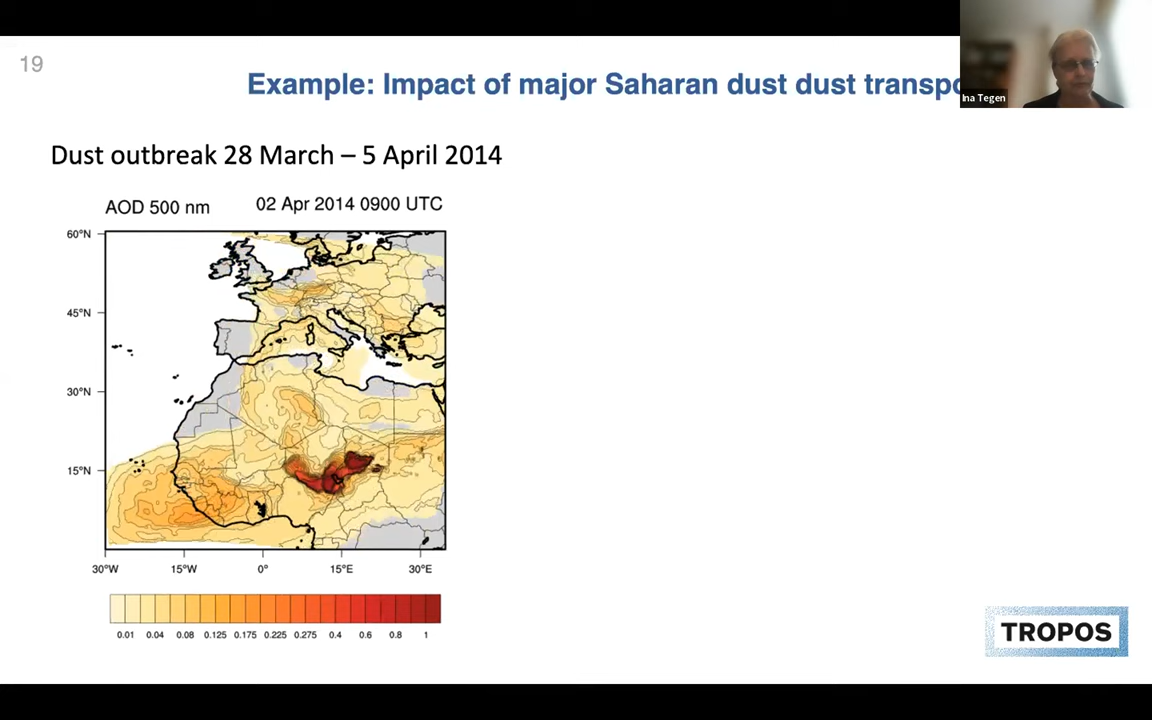 19
Example: Impact of major Saharan dust dust transpo
Ina Tegen
Dust outbreak 28 March – 5 April 2014
AOD 500 nm 02 Apr 2014 0900 UTC
60°N
45°N
30°N
15°N
30°W 15°W 0° 15°E 30°E
0.01 0.04 0.08 0.125 0.175 0.225 0.275 0.4 0.6 0.8 1
TROPOS